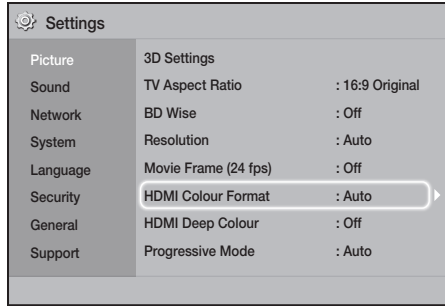 Settings
Picture
Sound
Network
System
Language
Security
General
Support
3D Settings
TV Aspect Ratio : 16:9 Original
BD Wise : Off
Resolution : Auto
Movie Frame (24 fps) : Off
HDMI Colour Format : Auto
HDMI Deep Colour : Off
Progressive Mode : Auto